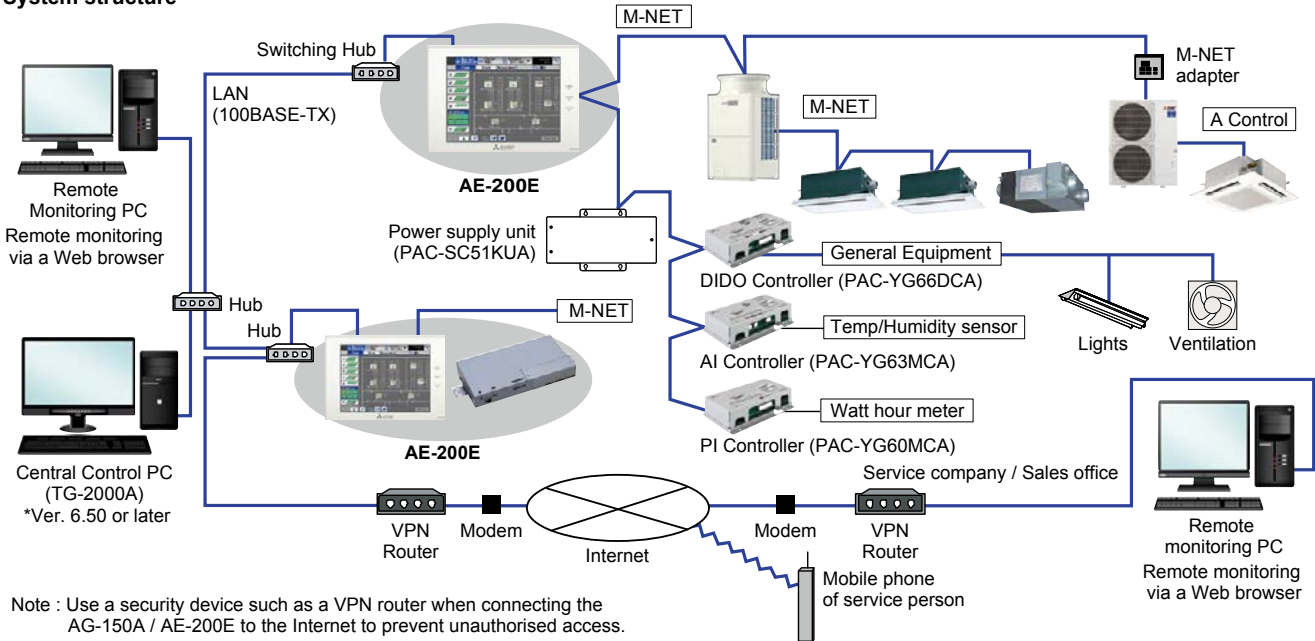 System structure
M-NET
Switching Hub
M-NET
adapter
LAN
(100BASE-TX)
M-NET
A Control
AE-200E
Remote
Monitoring PC
Remote monitoring
via a Web browser
Power supply unit
(PAC-SC51KUA)
General Equipment
DIDO Controller (PAC-YG66DCA)
Hub
Hub
M-NET
Temp/Humidity sensor
AI Controller (PAC-YG63MCA)
Lights
Ventilation
Watt hour meter
PI Controller (PAC-YG60MCA)
AE-200E
Central Control PC
(TG-2000A)
*Ver. 6.50 or later
Service company / Sales office
VPN
Router
Modem
Internet
Modem
VPN
Router
Remote
monitoring PC
Remote monitoring
via a Web browser
Mobile phone
of service person
Note : Use a security device such as a VPN router when connecting the
AG-150A / AE-200E to the Internet to prevent unauthorised access.